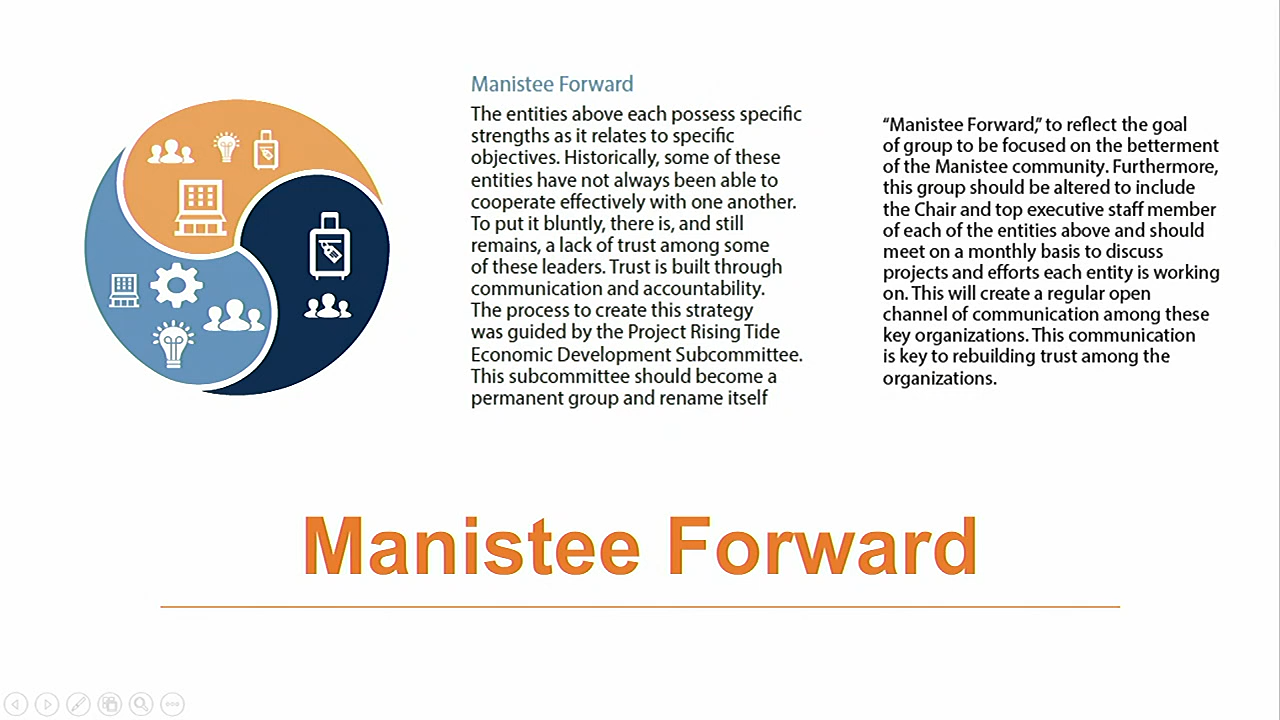 Manistee Forward
The entities above each possess specific
strengths as it relates to specific
objectives. Historically, some of these
entities have not always been able to
cooperate effectively with one another.
To put it bluntly, there is, and still
remains, a lack of trust among some
of these leaders. Trust is built through
communication and accountability.
The process to create this strategy
was guided by the Project Rising Tide
Economic Development Subcommittee.
This subcommittee should become a
permanent group and rename itself
“Manistee Forward,” to reflect the goal
of group to be focused on the betterment
of the Manistee community. Furthermore,
this group should be altered to include
the Chair and top executive staff member
of each of the entities above and should
meet on a monthly basis to discuss
projects and efforts each entity is working
on. This will create a regular open
channel of communication among these
key organizations. This communication
is key to rebuilding trust among the
organizations.
Manistee Forward